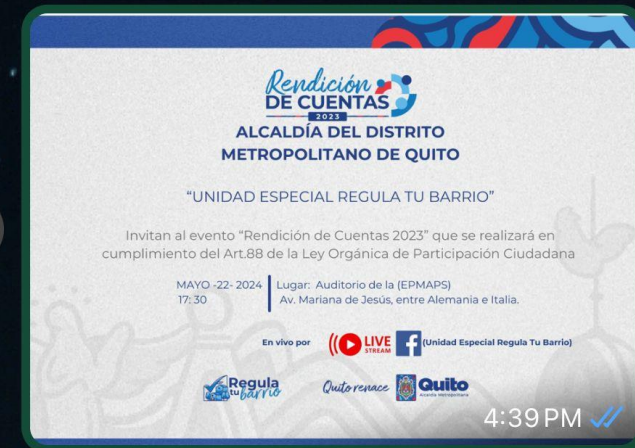 Rendición
DE CUENTAS
2023
ALCALDÍA DEL DISTRITO
METROPOLITANO DE QUITO
“UNIDAD ESPECIAL REGULA TU BARRIO”
Invitan al evento “Rendición de Cuentas 2023” que se realizará en
cumplimiento del Art.88 de la Ley Orgánica de Participación Ciudadana
MAYO -22- 2024
17: 30
Lugar: Auditorio de la (EPMAPS)
Av. Mariana de Jesús, entre Alemania e Italia.
En vivo por
LIVE
STREAM
(Unidad Especial Regula Tu Barrio)
Regula
tu barrio
Quito renace
Quito
Alcaldía Metropolitana
4:39 PM